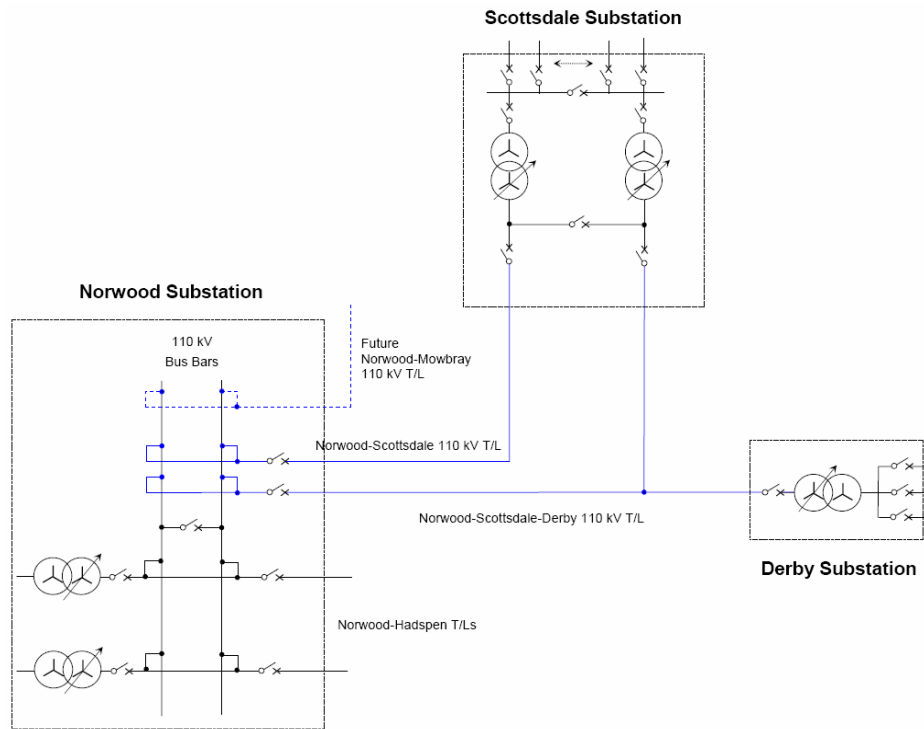 Scottsdale Substation
Norwood Substation
110 kV
Bus Bars
Future
Norwood-Mowbray
110 kV T/L
Norwood-Scottsdale 110 kV T/L
Norwood-Scottsdale-Derby 110 kV T/L
Derby Substation
Norwood-Hadspen T/Ls